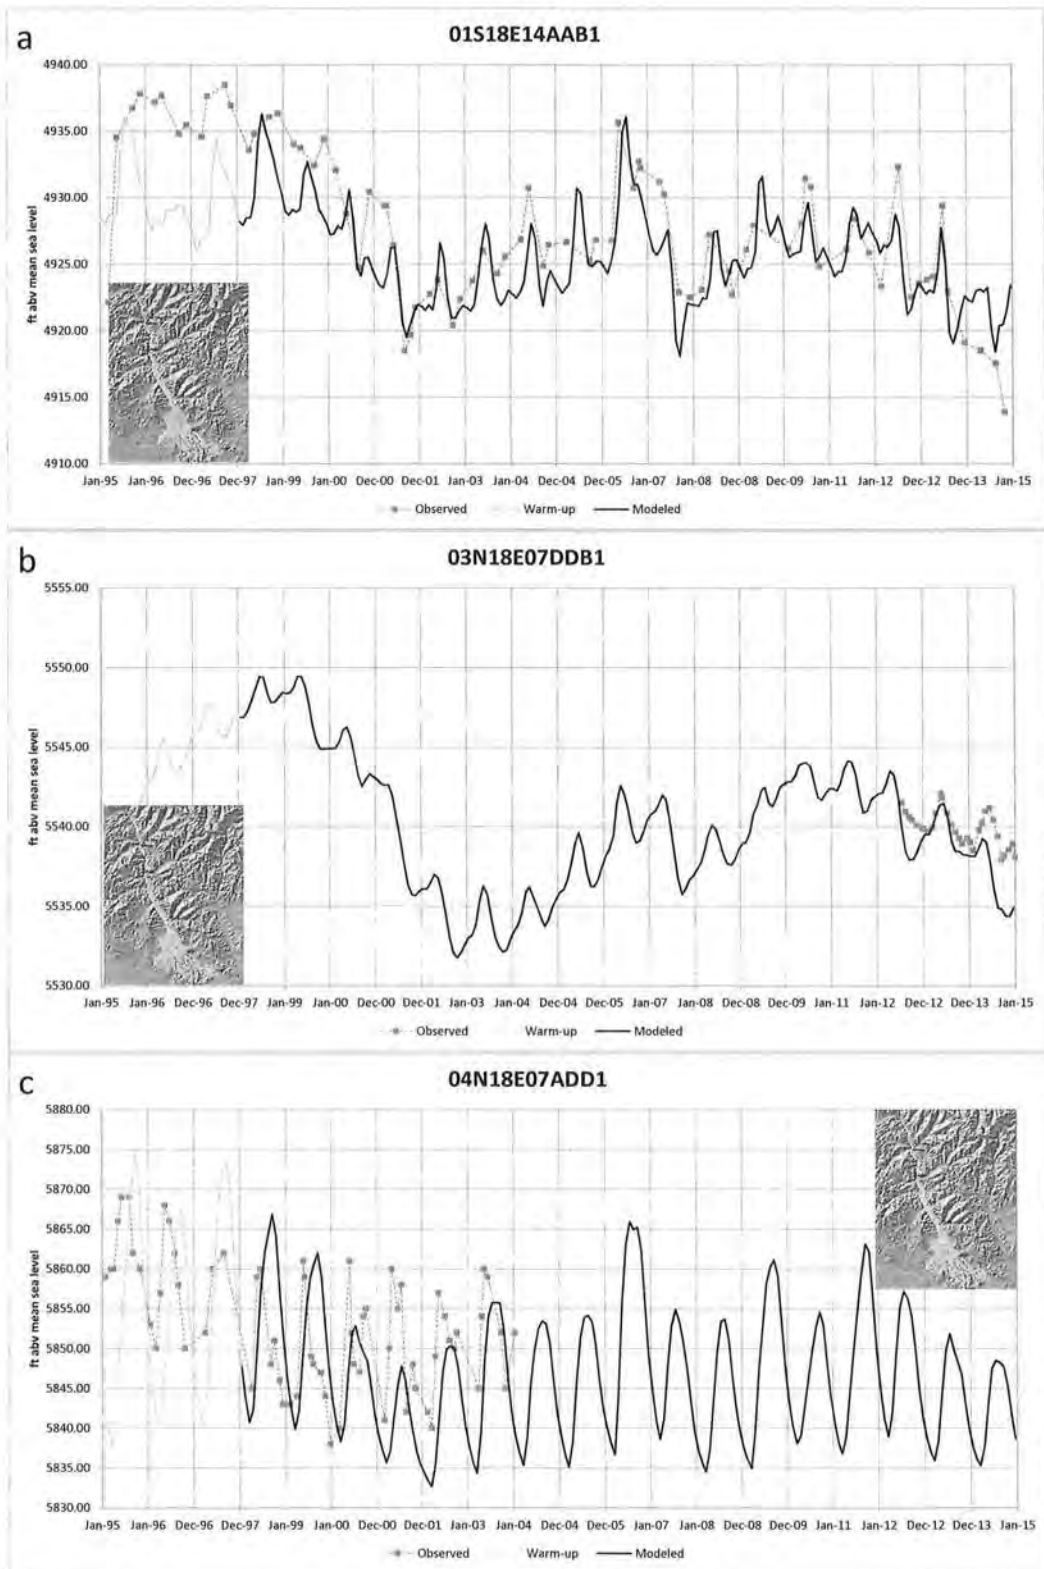 a
01S18E14AAB1
4940.00
4935.00
4930.00
4925.00
4920.00
4915.00
4910.00
ft abv mean sea level
Jan-95 Jan-96 Dec-96 Dec-97 Jan-99 Jan-00 Dec-00 Dec-01 Jan-03 Jan-04 Dec-04 Dec-05 Jan-07 Jan-08 Dec-08 Dec-09 Jan-11 Jan-12 Dec-12 Dec-13 Jan-15
Observed Warm-up Modeled
b
03N18E07DDB1
5555.00
5550.00
5545.00
5540.00
5535.00
5530.00
ft abv mean sea level
Jan-95 Jan-96 Dec-96 Dec-97 Jan-99 Jan-00 Dec-00 Dec-01 Jan-03 Jan-04 Dec-04 Dec-05 Jan-07 Jan-08 Dec-08 Dec-09 Jan-11 Jan-12 Dec-12 Dec-13 Jan-15
Observed Warm-up Modeled
c
04N18E07ADD1
5880.00
5875.00
5870.00
5865.00
5860.00
5855.00
5850.00
5845.00
5840.00
5835.00
5830.00
ft abv mean sea level
Jan-95 Jan-96 Dec-96 Dec-97 Jan-99 Jan-00 Dec-00 Dec-01 Jan-03 Jan-04 Dec-04 Dec-05 Jan-07 Jan-08 Dec-08 Dec-09 Jan-11 Jan-12 Dec-12 Dec-13 Jan-15
Observed Warm-up Modeled